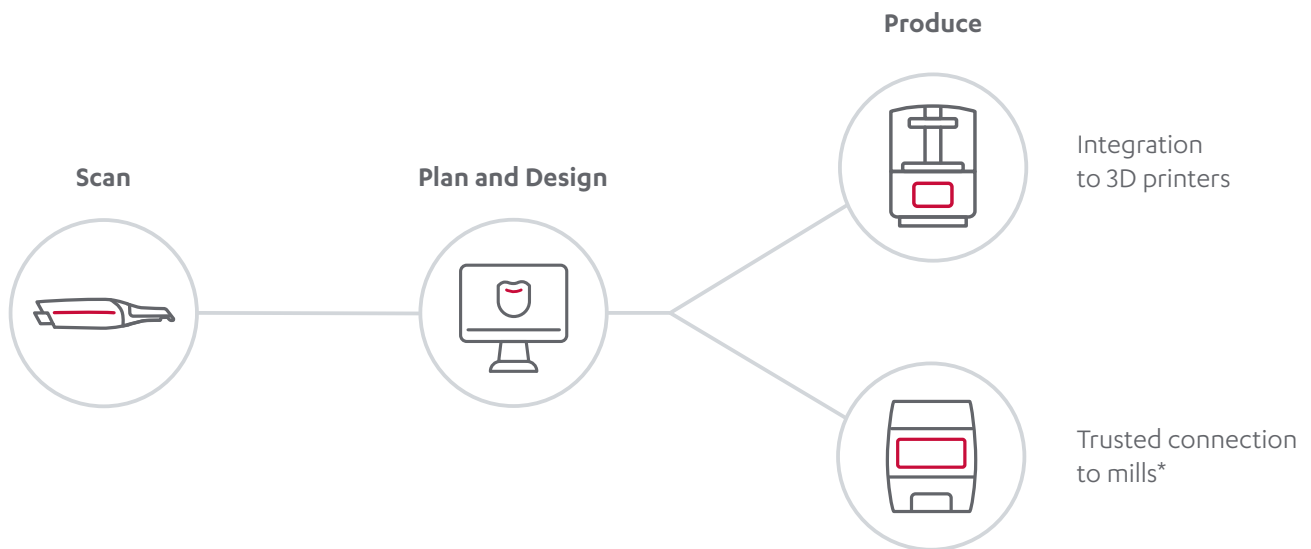 Produce
Integration
to 3D printers
Scan
Plan and Design
Trusted connection
to mills*